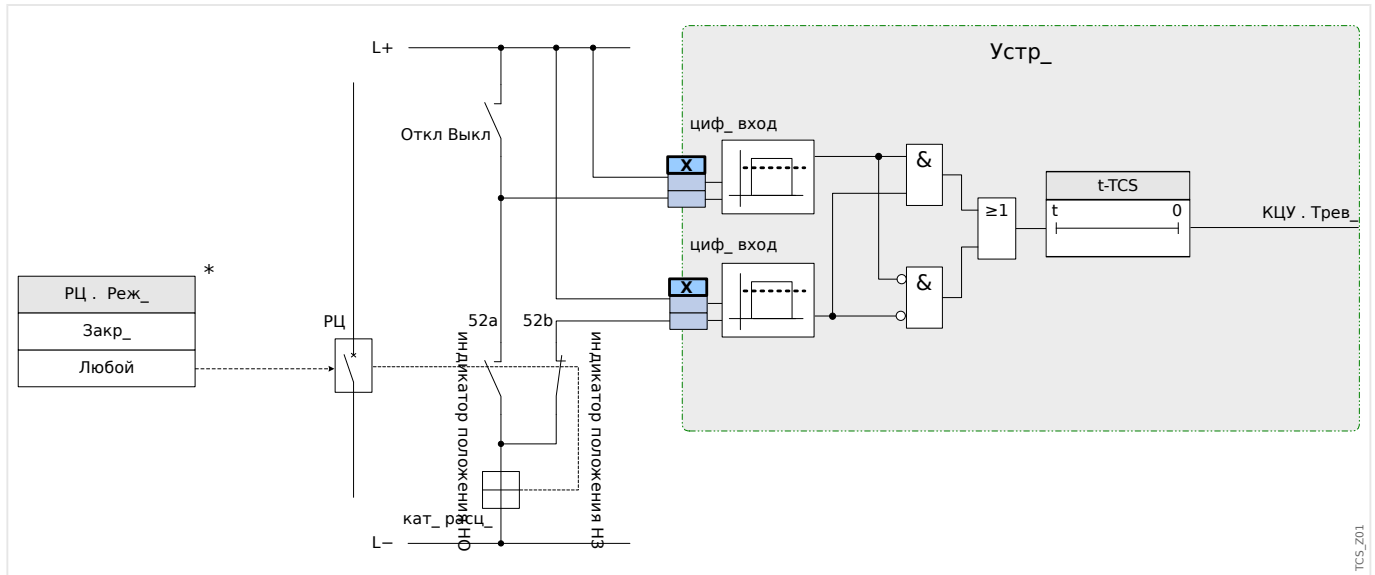 L+
Устр_
Откл Выкл
циф_ вход
X
&
t-TCS
t 0
≥1
КЦУ . Трев_
циф_ вход
X
&
*
РЦ . Реж_
Закр_
Любой
РЦ
52a
52b
индикатор положения НО
индикатор положения НЗ
кат_ расц_
L−
TCS_Z01